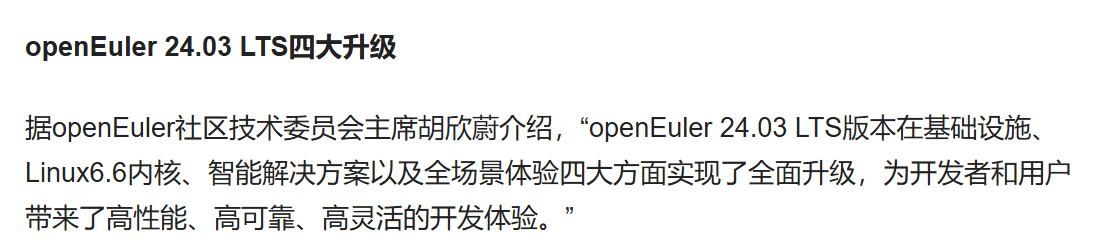 openEuler 24.03 LTS四大升级
据openEuler社区技术委员会主席胡欣蔚介绍，“openEuler 24.03 LTS版本在基础设施、
Linux6.6内核、智能解决方案以及全场景体验四大方面实现了全面升级，为开发者和用户
带来了高性能、高可靠、高灵活的开发体验。”